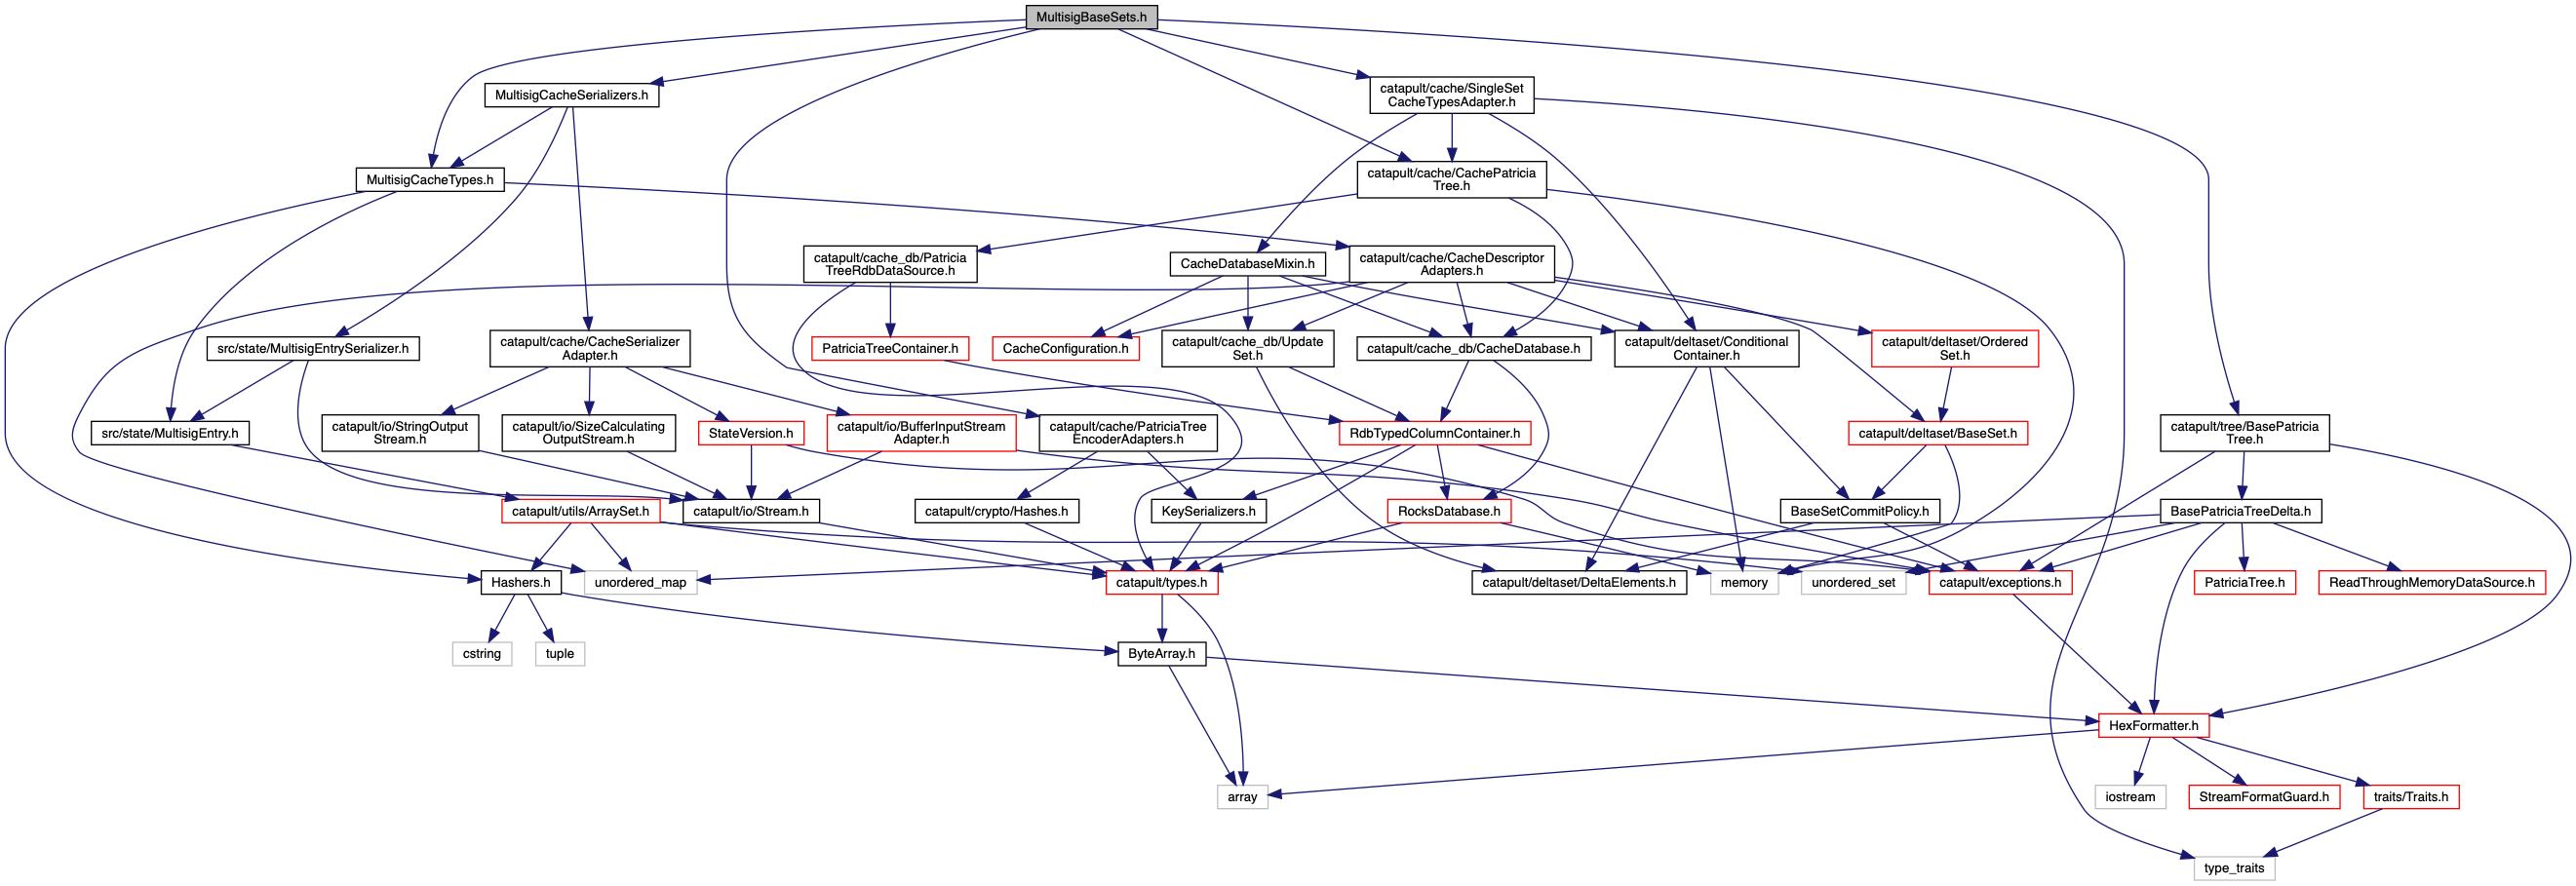 MultisigBaseSets.h
MultisigCacheSerializers.h
catapult/cache/SingleSet
CacheTypesAdapter.h
MultisigCacheTypes.h
catapult/cache/CachePatricia
Tree.h
catapult/cache_db/Patricia
TreeRdbDataSource.h
CacheDatabaseMixin.h
catapult/cache/CacheDescriptor
Adapters.h
src/state/MultisigEntrySerializer.h
catapult/cache/CacheSerializer
Adapter.h
PatriciaTreeContainer.h
CacheConfiguration.h
catapult/cache_db/Update
Set.h
catapult/cache_db/CacheDatabase.h
catapult/deltaset/Conditional
Container.h
catapult/deltaset/Ordered
Set.h
src/state/MultisigEntry.h
catapult/io/StringOutput
Stream.h
catapult/io/SizeCalculating
OutputStream.h
StateVersion.h
catapult/io/BufferInputStream
Adapter.h
catapult/cache/PatriciaTree
EncoderAdapters.h
RdbTypedColumnContainer.h
catapult/deltaset/BaseSet.h
catapult/tree/BasePatricia
Tree.h
catapult/utils/ArraySet.h
catapult/io/Stream.h
catapult/crypto/Hashes.h
KeySerializers.h
RocksDatabase.h
BaseSetCommitPolicy.h
BasePatriciaTreeDelta.h
Hashers.h
unordered_map
catapult/types.h
catapult/deltaset/DeltaElements.h
memory
unordered_set
catapult/exceptions.h
PatriciaTree.h
ReadThroughMemoryDataSource.h
cstring
tuple
ByteArray.h
HexFormatter.h
array
iostream
StreamFormatGuard.h
traits/Traits.h
type_traits